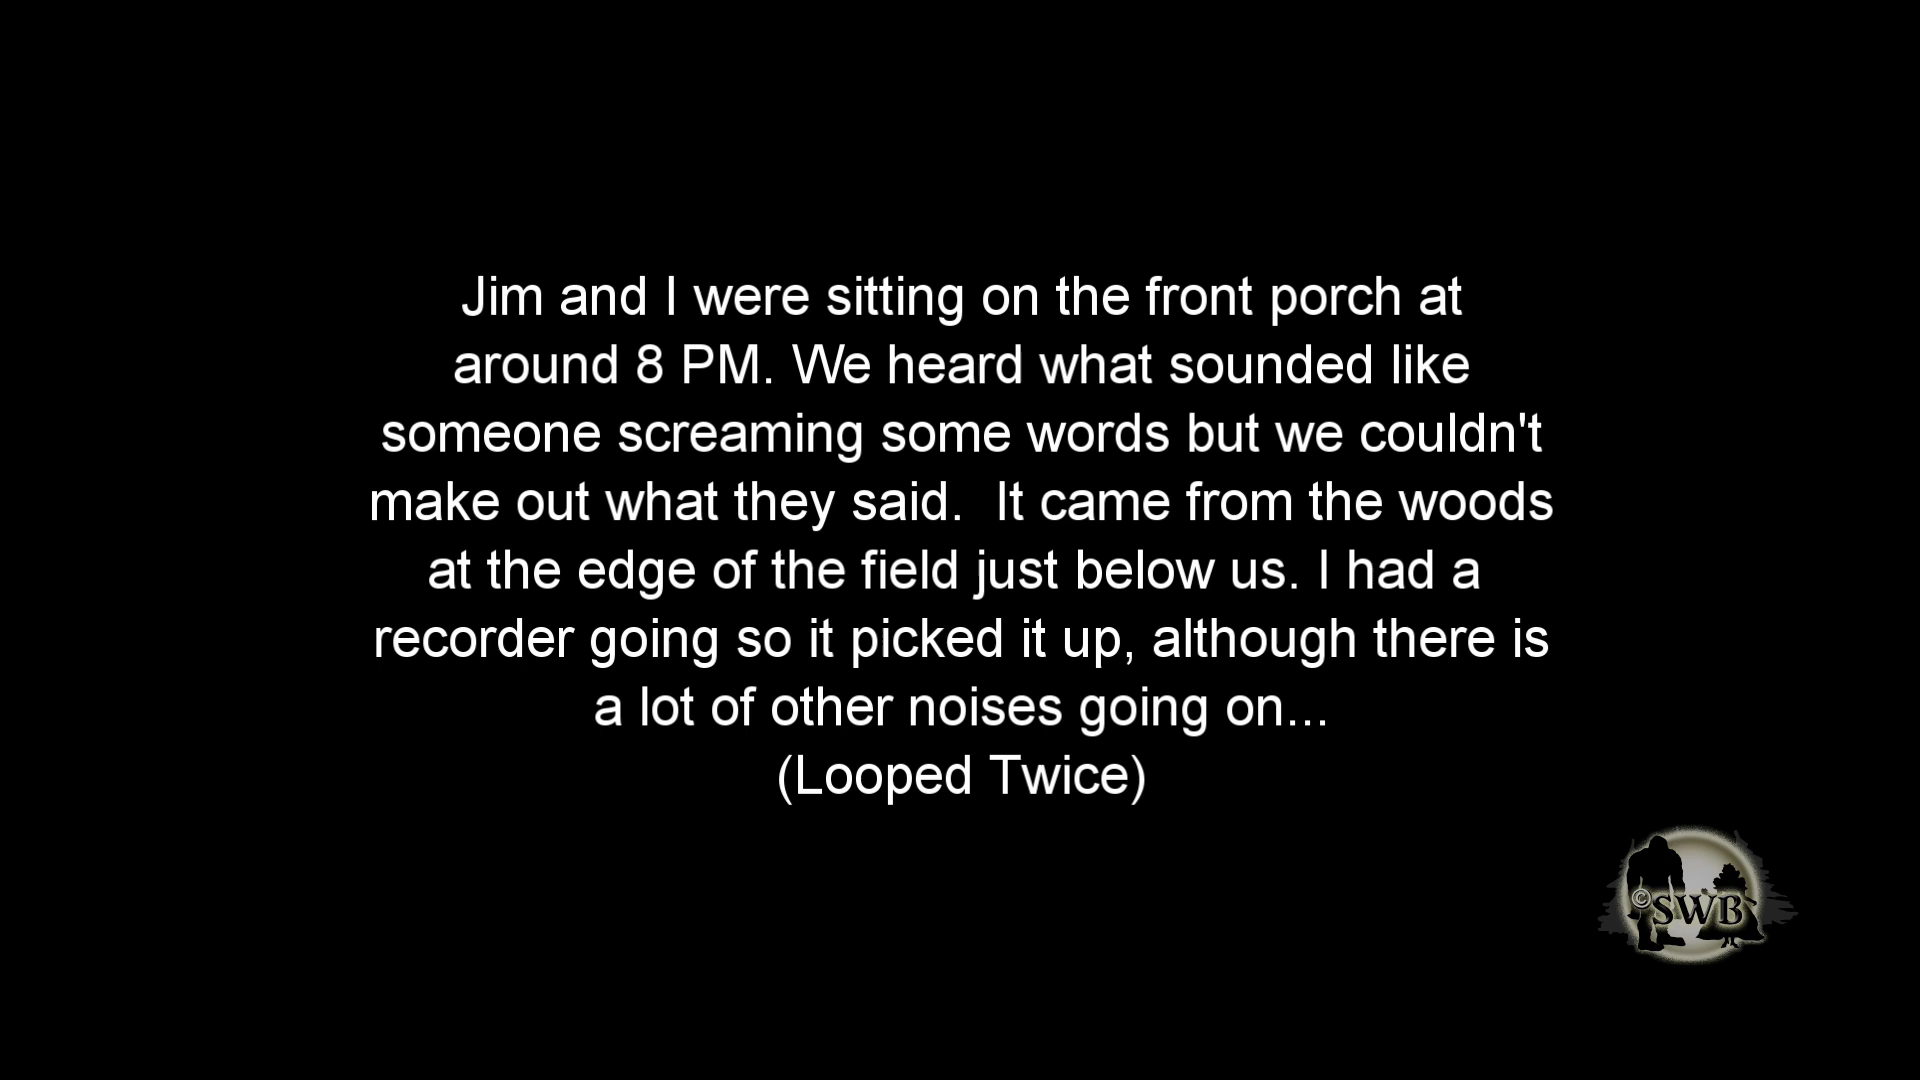 Jim and I were sitting on the front porch at
around 8 PM. We heard what sounded like
someone screaming some words but we couldn't
make out what they said.  It came from the woods
at the edge of the field just below us. I had a
recorder going so it picked it up, although there is
a lot of other noises going on...
(Looped Twice)
©SWB